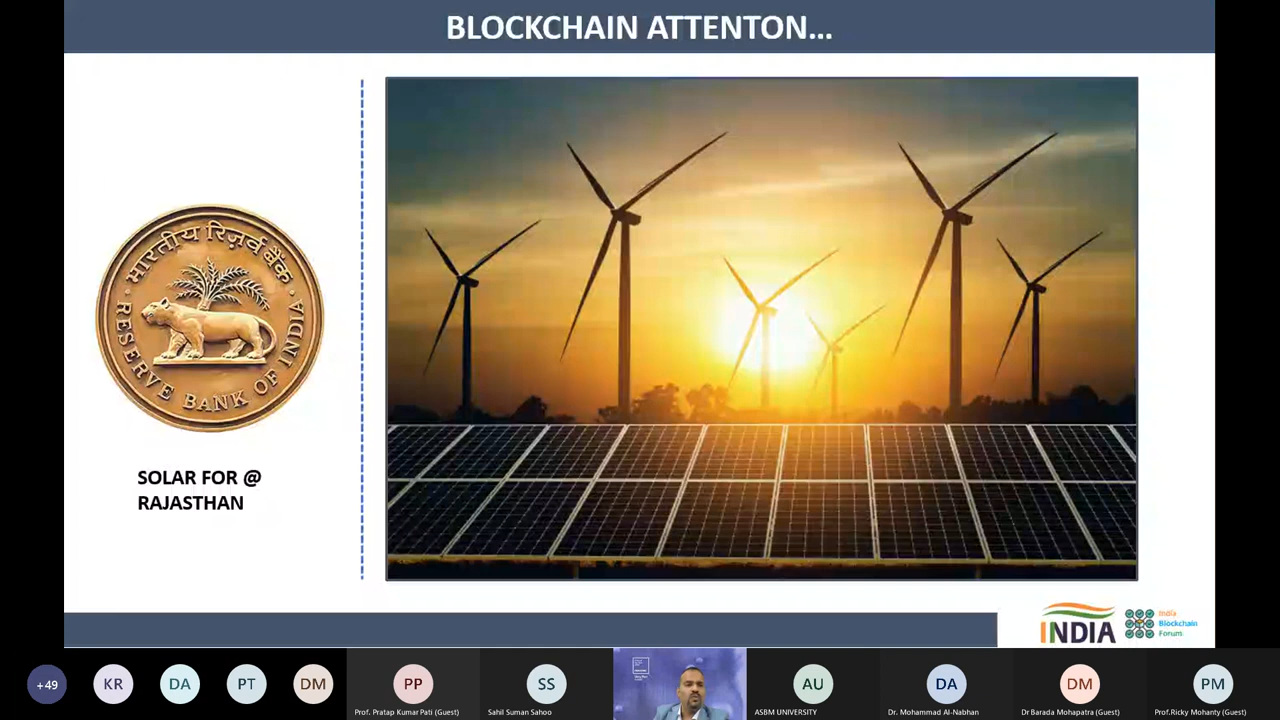 BLOCKCHAIN ATTENTON...
भारतीय रिज़र्व बैंक
RESERVE BANK OF INDIA
SOLAR FOR @
RAJASTHAN
INDIA
India
Blockchain
Forum
+49
KR
DA
PT
DM
PP
SS
AU
DA
DM
PM
Prof. Pratap Kumar Pati (Guest)
Sahil Suman Sahoo
ASBM UNIVERSITY
Dr. Mohammad Al-Nabhan
Dr Barada Mohapatra (Guest)
Prof.Ricky Mohanty (Guest)